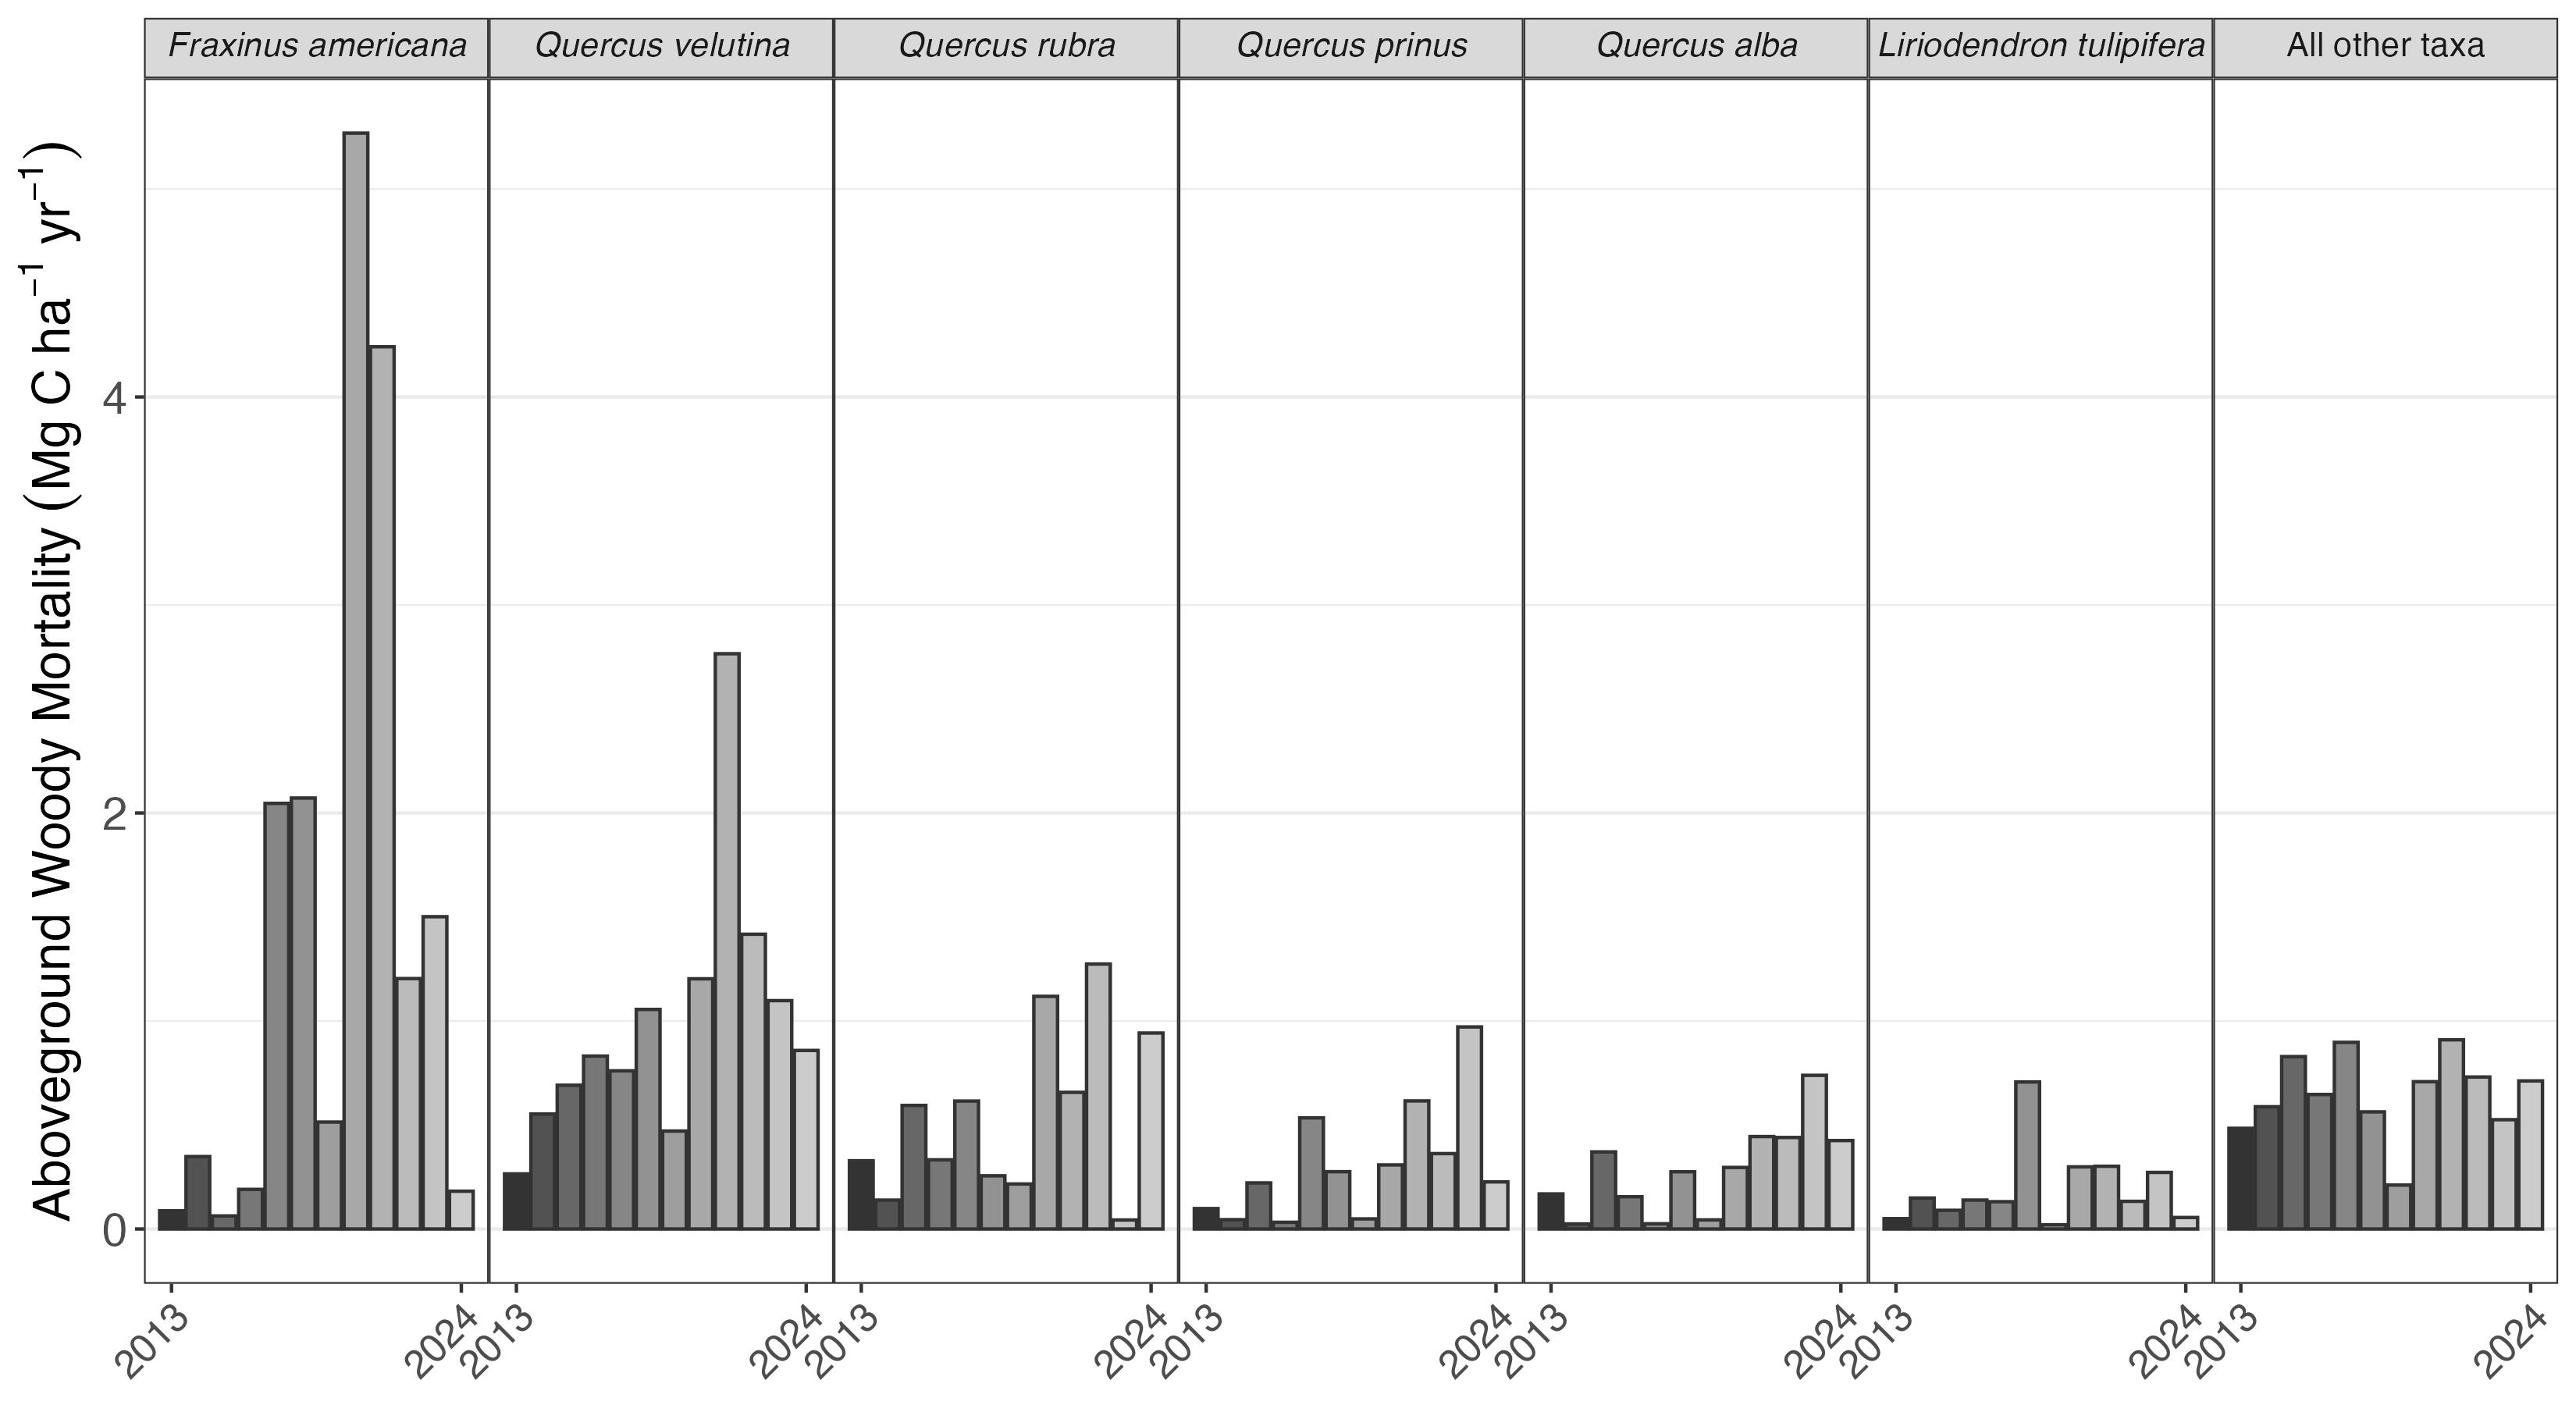 Fraxinus americana
Quercus velutina
Quercus rubra
Quercus prinus
Quercus alba
Liriodendron tulipifera
All other taxa
Aboveground Woody Mortality (Mg C ha⁻¹ yr⁻¹)
4
2
0
2013
2024
2013
2024
2013
2024
2013
2024
2013
2024
2013
2024
2013
2024